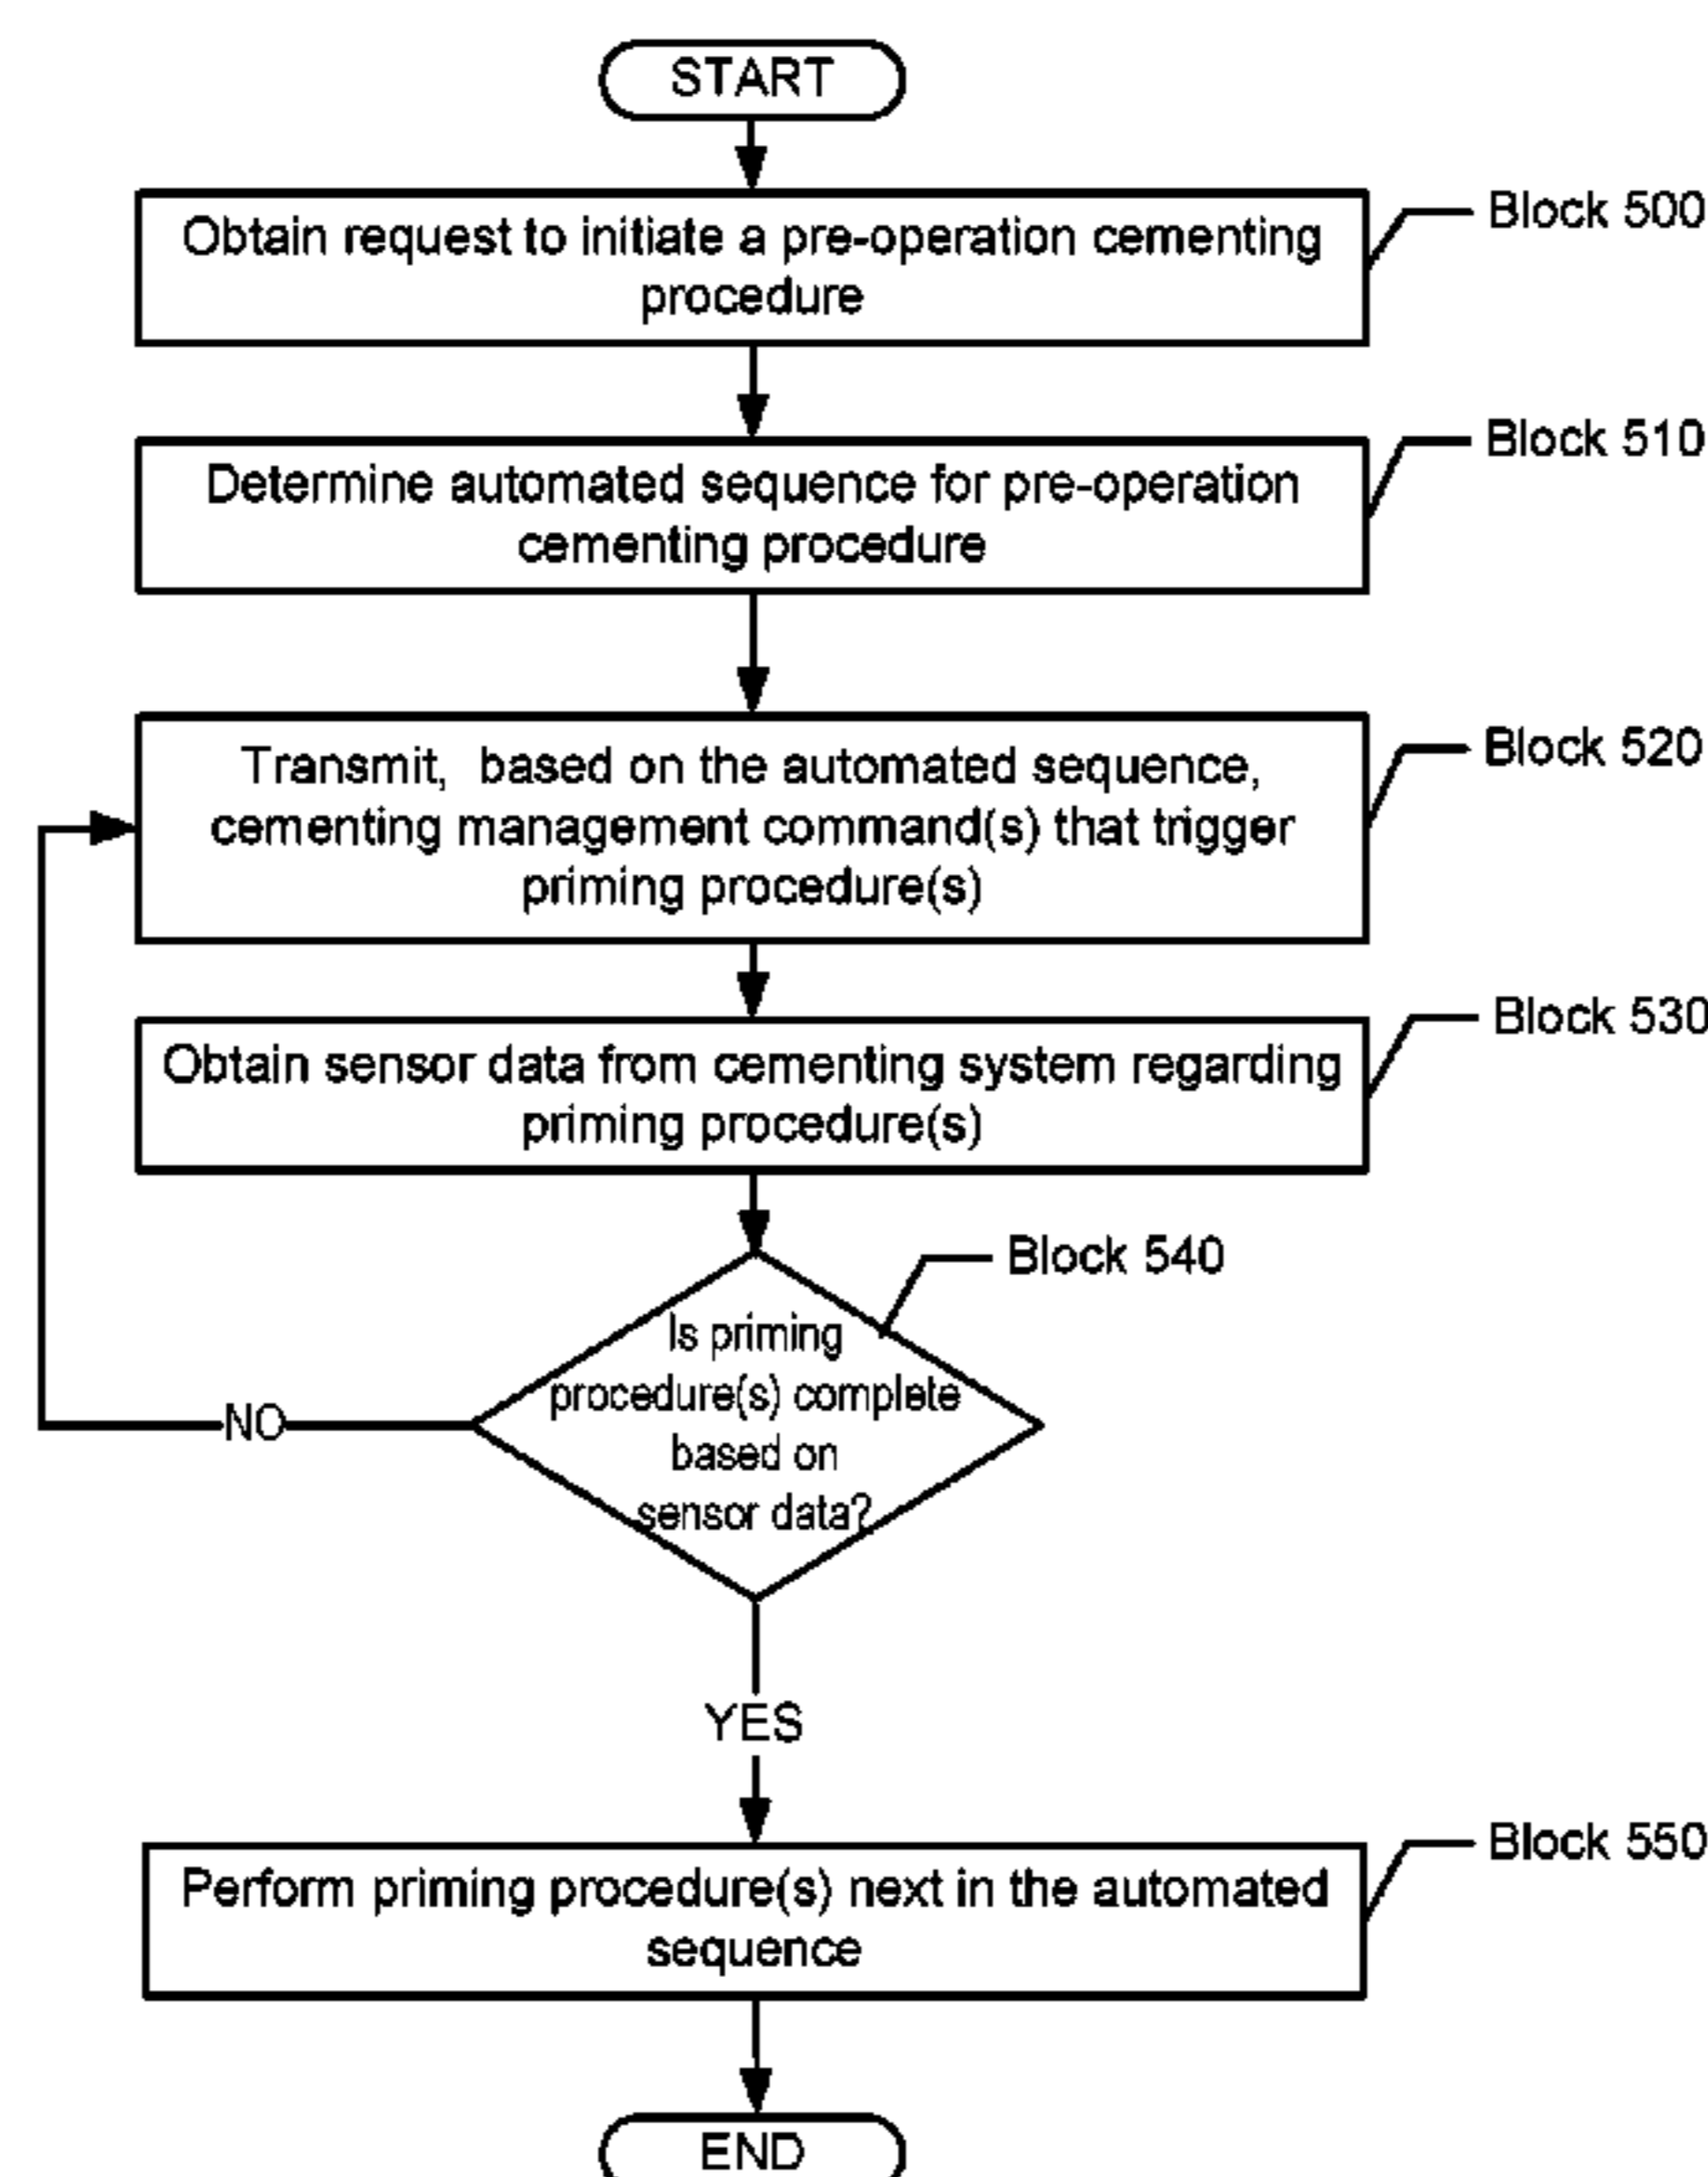 START
Obtain request to initiate a pre-operation cementing
procedure
Block 500
Determine automated sequence for pre-operation
cementing procedure
Block 510
Transmit, based on the automated sequence,
cementing management command(s) that trigger
priming procedure(s)
Block 520
Obtain sensor data from cementing system regarding
priming procedure(s)
Block 530
Block 540
Is priming
procedure(s) complete
based on
sensor data?
NO
YES
Perform priming procedure(s) next in the automated
sequence
Block 550
END